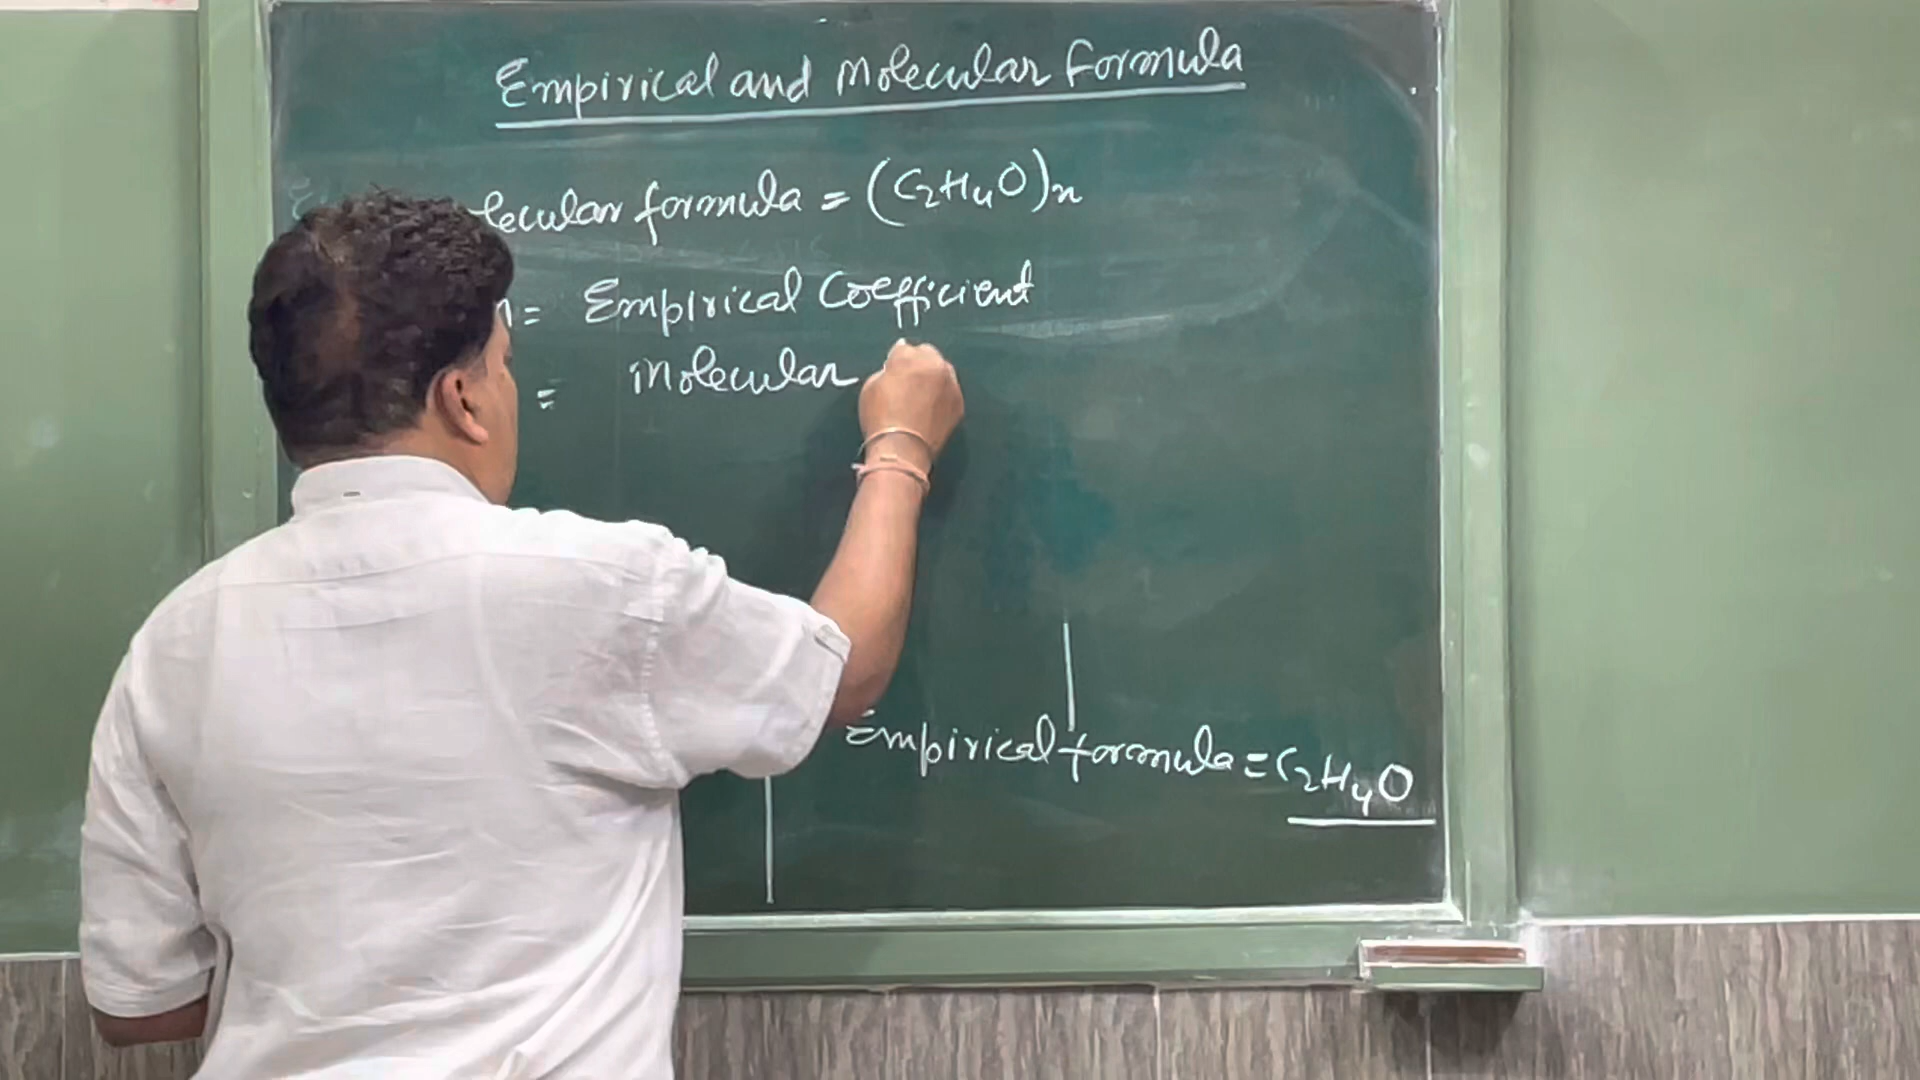 Empirical and Molecular Formula
lecular formula = (C2H4O)n
n = Empirical Coefficient
= Molecular
Empirical formula = C2H4O